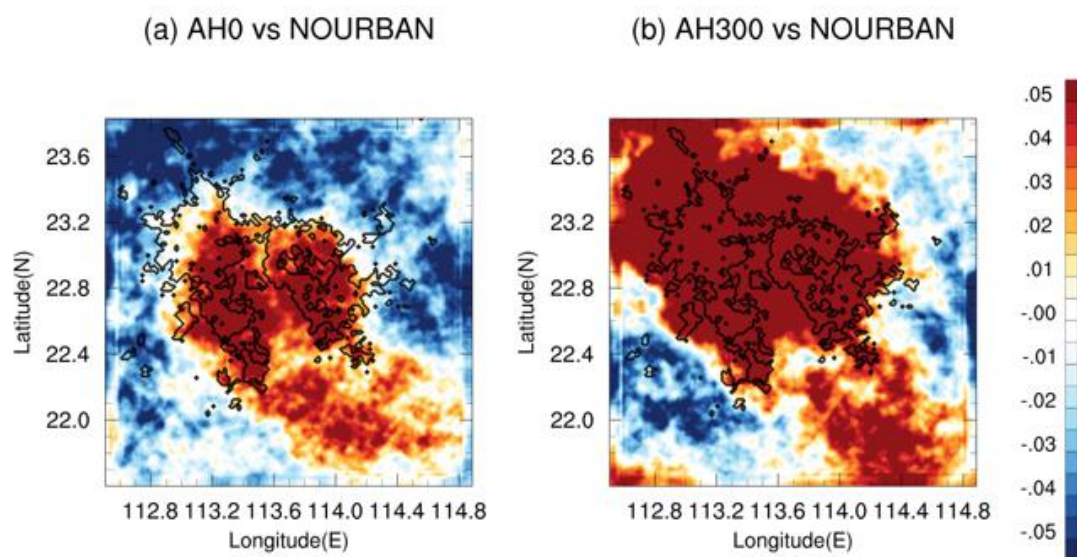 (a) AH0 vs NOURBAN
(b) AH300 vs NOURBAN
Latitude(N)
23.6
23.2
22.8
22.4
22.0
112.8 113.2 113.6 114.0 114.4 114.8
Longitude(E)
Latitude(N)
23.6
23.2
22.8
22.4
22.0
112.8 113.2 113.6 114.0 114.4 114.8
Longitude(E)
.05
.04
.03
.02
.01
-.00
-.01
-.02
-.03
-.04
-.05